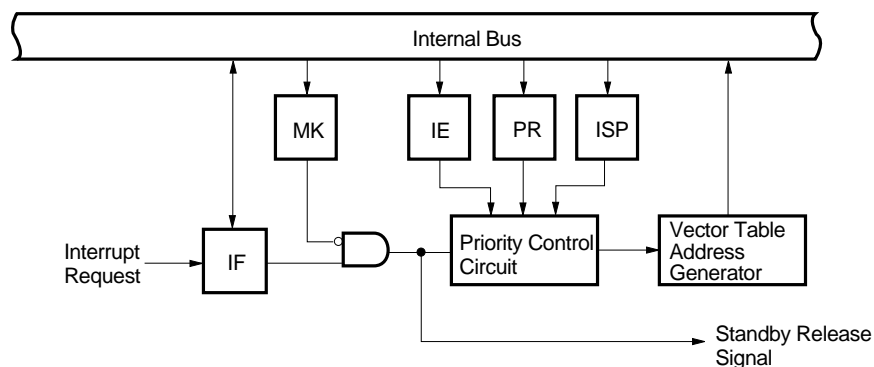 Internal Bus
MK
IE
PR
ISP
Interrupt
Request
IF
Priority Control
Circuit
Vector Table
Address
Generator
Standby Release
Signal